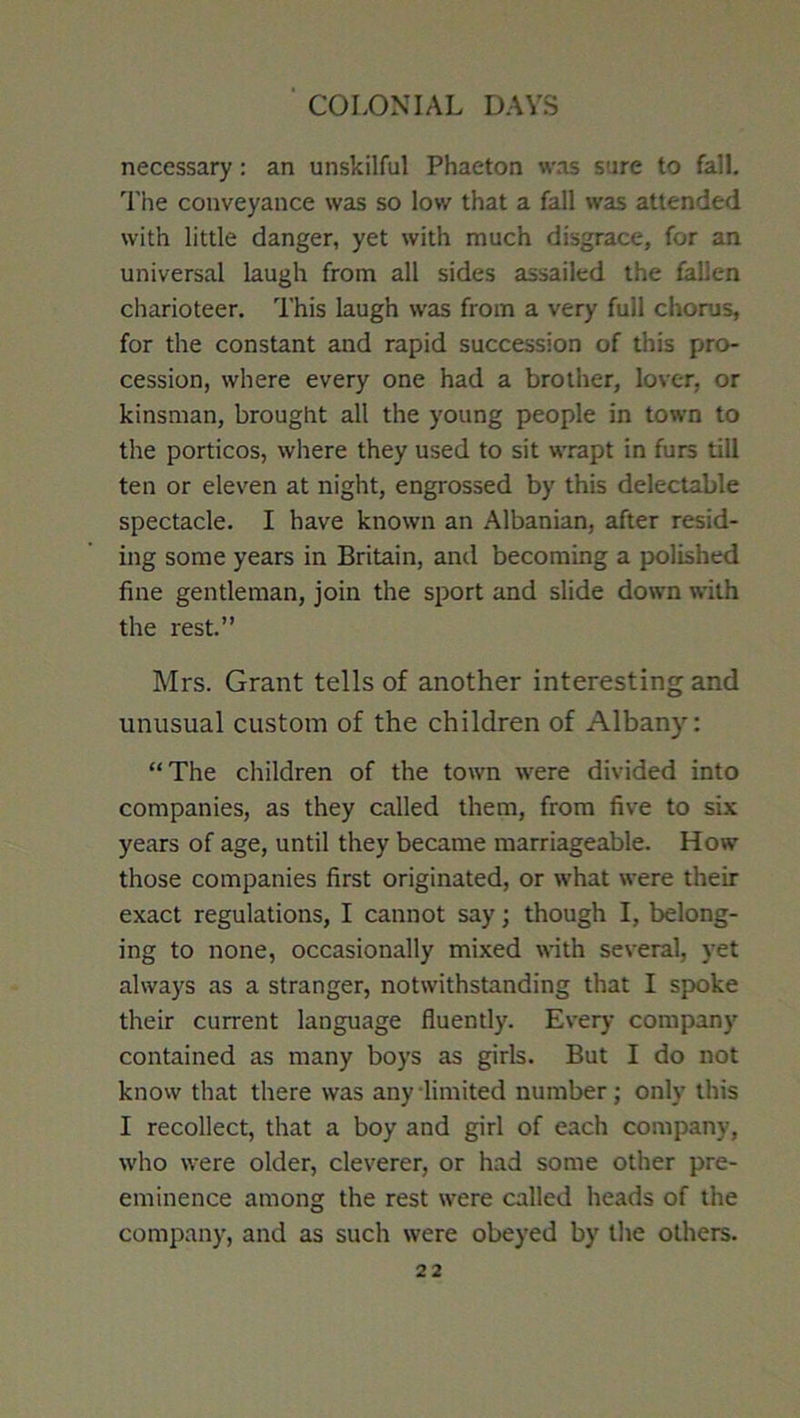 COLONIAL DAYS
necessary: an unskilful Phaeton was sure to fall.
The conveyance was so low that a fall was attended
with little danger, yet with much disgrace, for an
universal laugh from all sides assailed the fallen
charioteer. This laugh was from a very full chorus,
for the constant and rapid succession of this pro-
cession, where every one had a brother, lover, or
kinsman, brought all the young people in town to
the porticos, where they used to sit wrapt in furs till
ten or eleven at night, engrossed by this delectable
spectacle. I have known an Albanian, after resid-
ing some years in Britain, and becoming a polished
fine gentleman, join the sport and slide down with
the rest.”
Mrs. Grant tells of another interesting and
unusual custom of the children of Albany:
“The children of the town were divided into
companies, as they called them, from five to six
years of age, until they became marriageable. How
those companies first originated, or what were their
exact regulations, I cannot say; though I, belong-
ing to none, occasionally mixed with several, yet
always as a stranger, notwithstanding that I spoke
their current language fluently. Every company
contained as many boys as girls. But I do not
know that there was any limited number; only this
I recollect, that a boy and girl of each company,
who were older, cleverer, or had some other pre-
eminence among the rest were called heads of the
company, and as such were obeyed by the others.
22